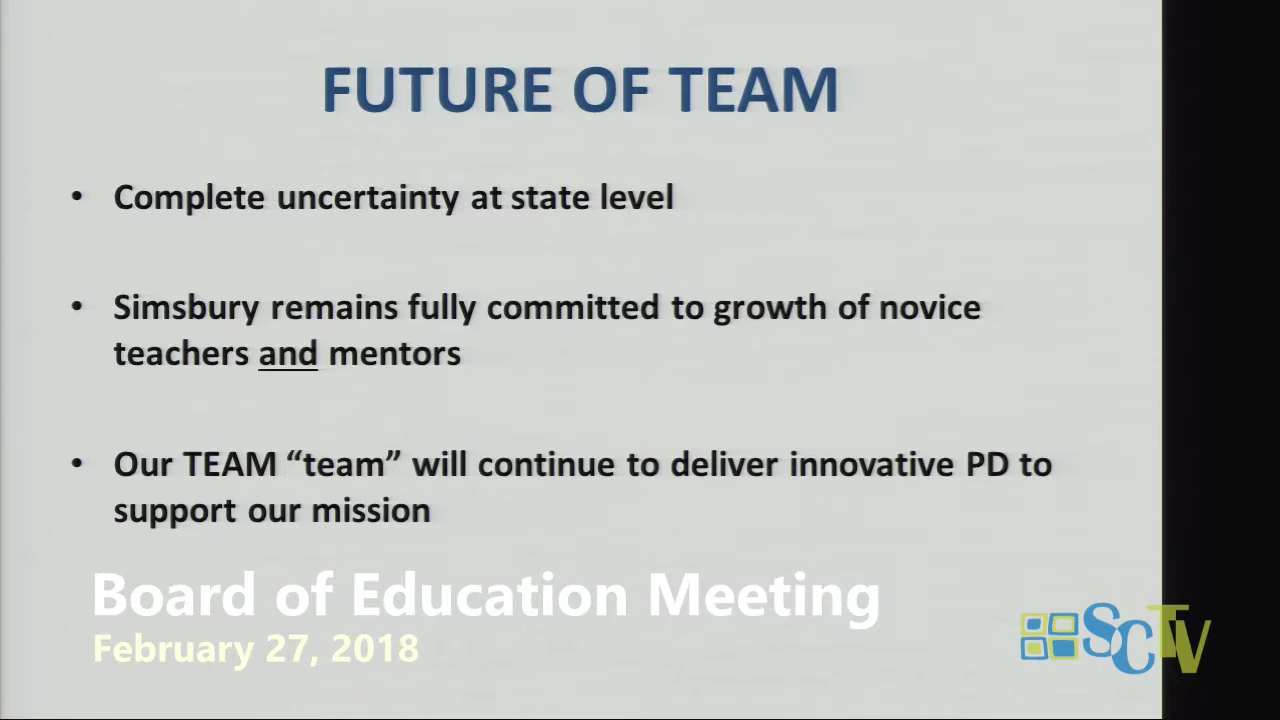 FUTURE OF TEAM
• Complete uncertainty at state level
• Simsbury remains fully committed to growth of novice
teachers and mentors
• Our TEAM “team” will continue to deliver innovative PD to
support our mission
Board of Education Meeting
February 27, 2018
SCTV